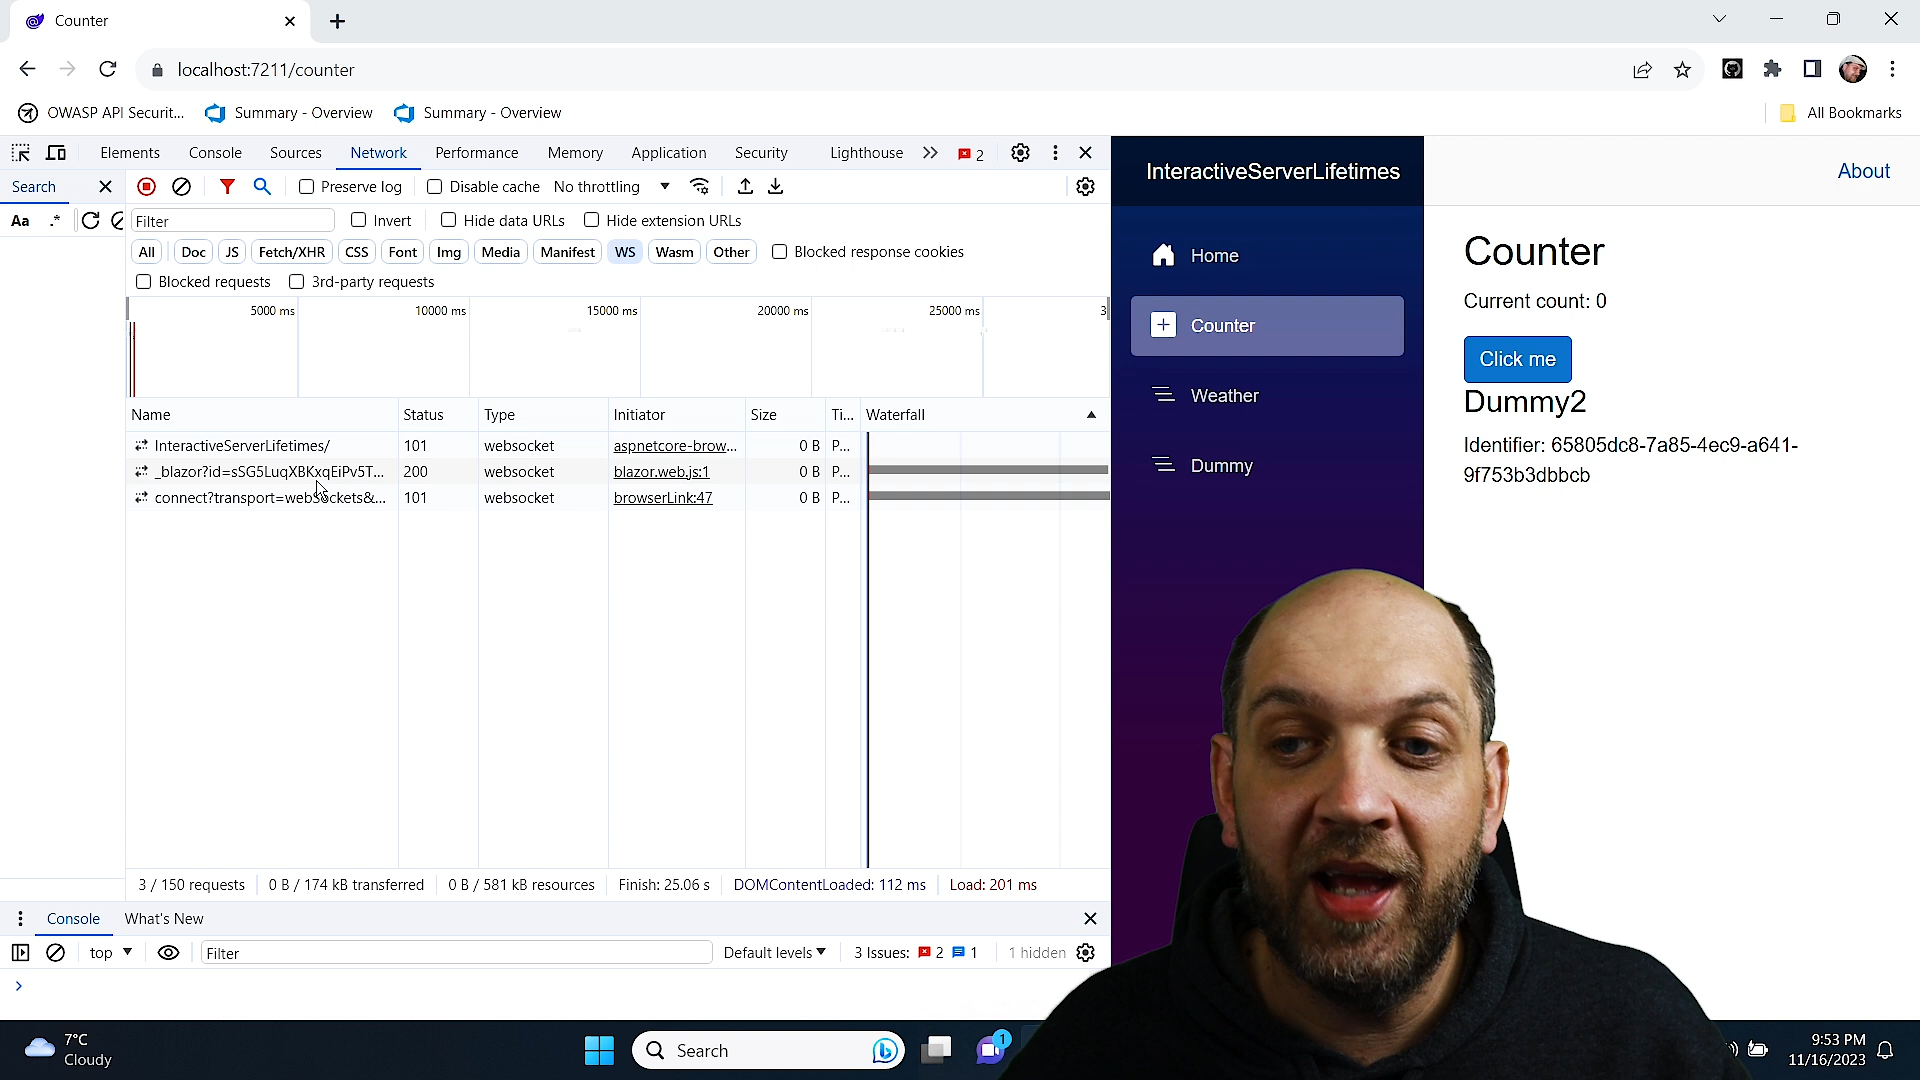 Counter
localhost:7211/counter
OWASP API Securit...
Summary - Overview
Summary - Overview
All Bookmarks
Elements
Console
Sources
Network
Performance
Memory
Application
Security
Lighthouse
2
Search
Preserve log
Disable cache
No throttling
Aa
.*
Filter
Invert
Hide data URLs
Hide extension URLs
All
Doc
JS
Fetch/XHR
CSS
Font
Img
Media
Manifest
WS
Wasm
Other
Blocked response cookies
Blocked requests
3rd-party requests
5000 ms
10000 ms
15000 ms
20000 ms
25000 ms
3
Name Status Type Initiator Size Ti... Waterfall
InteractiveServerLifetimes/ 101 websocket aspnetcore-brow... 0 B P...
_blazor?id=sSG5LuqXBKxqEiPv5T... 200 websocket blazor.web.js:1 0 B P...
connect?transport=webSockets&... 101 websocket browserLink:47 0 B P...
3 / 150 requests 0 B / 174 kB transferred 0 B / 581 kB resources Finish: 25.06 s DOMContentLoaded: 112 ms Load: 201 ms
Console
What's New
top
Filter
Default levels
3 Issues: 2 1
1 hidden
InteractiveServerLifetimes
Home
Counter
Weather
Dummy
About
Counter
Current count: 0
Click me
Dummy2
Identifier: 65805dc8-7a85-4ec9-a641-
9f753b3dbbcb
7°C
Cloudy
Search
1
9:53 PM
11/16/2023